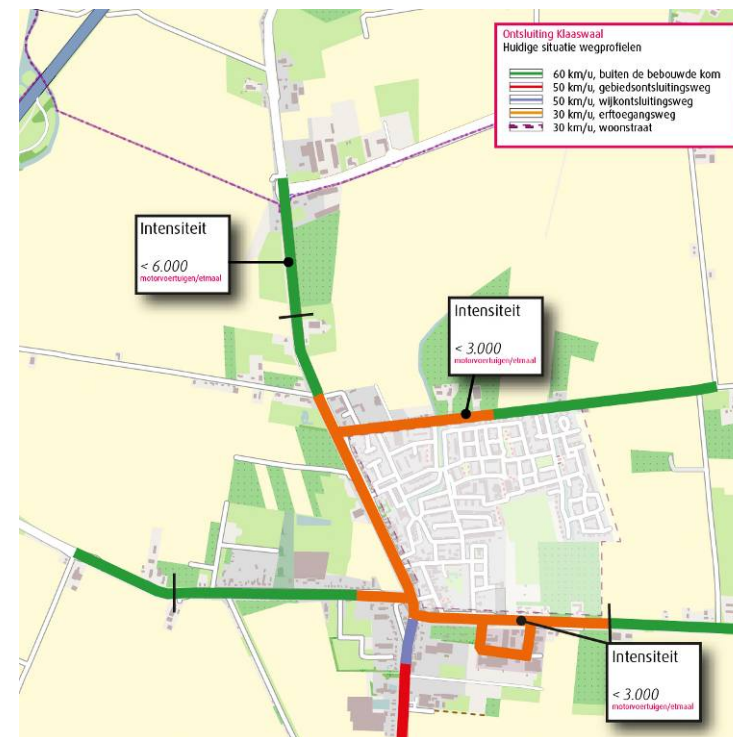 Ontsluiting Klaaswaal
Huidige situatie wegprofielen
60 km/u, buiten de bebouwde kom
50 km/u, gebiedsontsluitingsweg
50 km/u, wijkontsluitingsweg
30 km/u, erftoegangsweg
30 km/u, woonstraat
Intensiteit
< 6.000
motorvoertuigen/etmaal
Intensiteit
< 3.000
motorvoertuigen/etmaal
Intensiteit
< 3.000
motorvoertuigen/etmaal